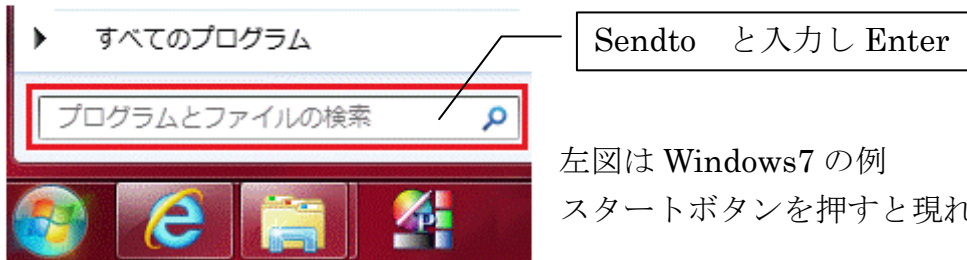 すべてのプログラム
Sendto　と入力し Enter
プログラムとファイルの検索
左図は Windows7 の例
スタートボタンを押すと現れ